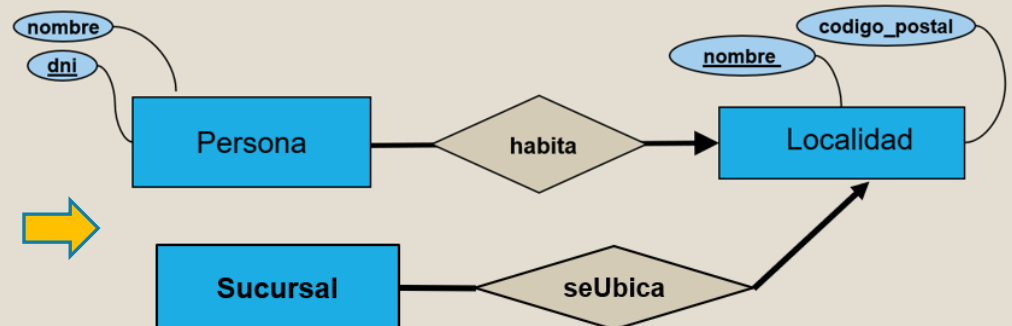 nombre
dni
Persona
habita
nombre
codigo_postal
Localidad
Sucursal
seUbica